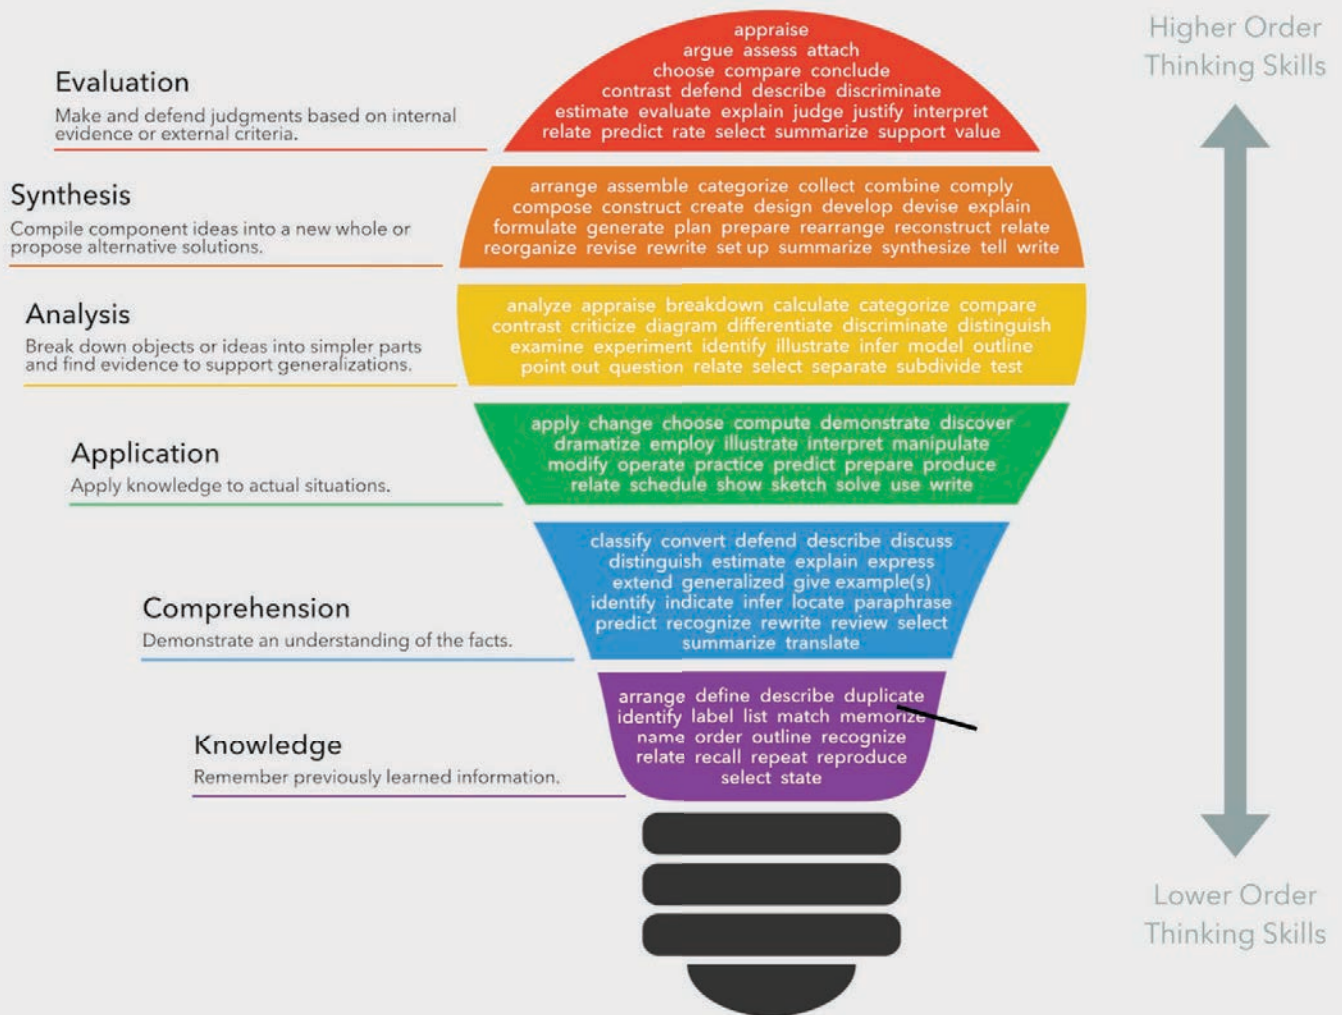 Higher Order
Thinking Skills
Evaluation
Make and defend judgments based on internal
evidence or external criteria.
appraise
argue assess attach
choose compare conclude
contrast defend describe discriminate
estimate evaluate explain judge justify interpret
relate predict rate select summarize support value
Synthesis
Compile component ideas into a new whole or
propose alternative solutions.
arrange assemble categorize collect combine comply
compose construct create design develop devise explain
formulate generate plan prepare rearrange reconstruct relate
reorganize revise rewrite set up summarize synthesize tell write
Analysis
Break down objects or ideas into simpler parts
and find evidence to support generalizations.
analyze appraise breakdown calculate categorize compare
contrast criticize diagram differentiate discriminate distinguish
examine experiment identify illustrate infer model outline
point out question relate select separate subdivide test
Application
Apply knowledge to actual situations.
apply change choose compute demonstrate discover
dramatize employ illustrate interpret manipulate
modify operate practice predict prepare produce
relate schedule show sketch solve use write
Comprehension
Demonstrate an understanding of the facts.
classify convert defend describe discuss
distinguish estimate explain express
extend generalized give example(s)
identify indicate infer locate paraphrase
predict recognize rewrite review select
summarize translate
Knowledge
Remember previously learned information.
arrange define describe duplicate
identify label list match memorize
name order outline recognize
relate recall repeat reproduce
select state
Lower Order
Thinking Skills